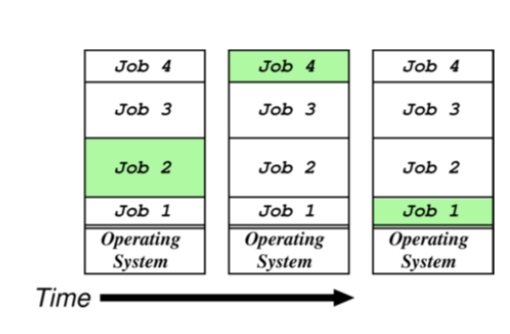 Job 4 Job 4 Job 4
Job 3 Job 3 Job 3
Job 2 Job 2 Job 2
Job 1 Job 1 Job 1
Operating Operating Operating
System System System
Time